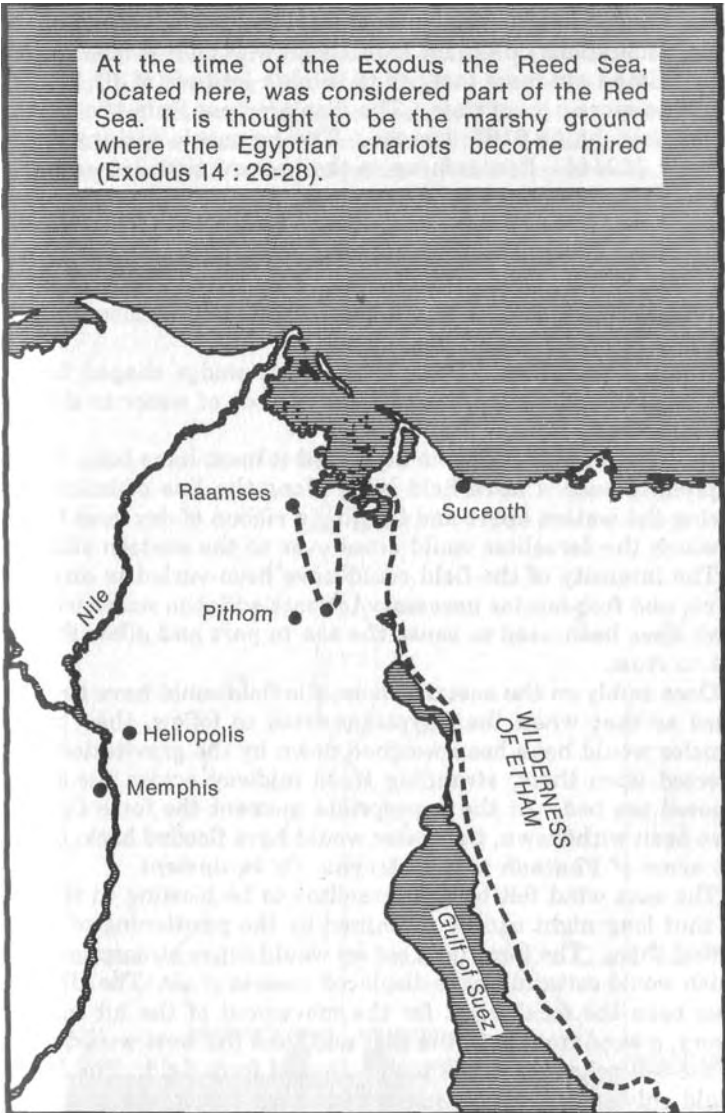 At the time of the Exodus the Reed Sea,
located here, was considered part of the Red
Sea. It is thought to be the marshy ground
where the Egyptian chariots become mired
(Exodus 14 : 26-28).
Raamses
Suceoth
Nile
Pithom
Heliopolis
Memphis
WILDERNESS
OF ETHAM
Gulf of Suez